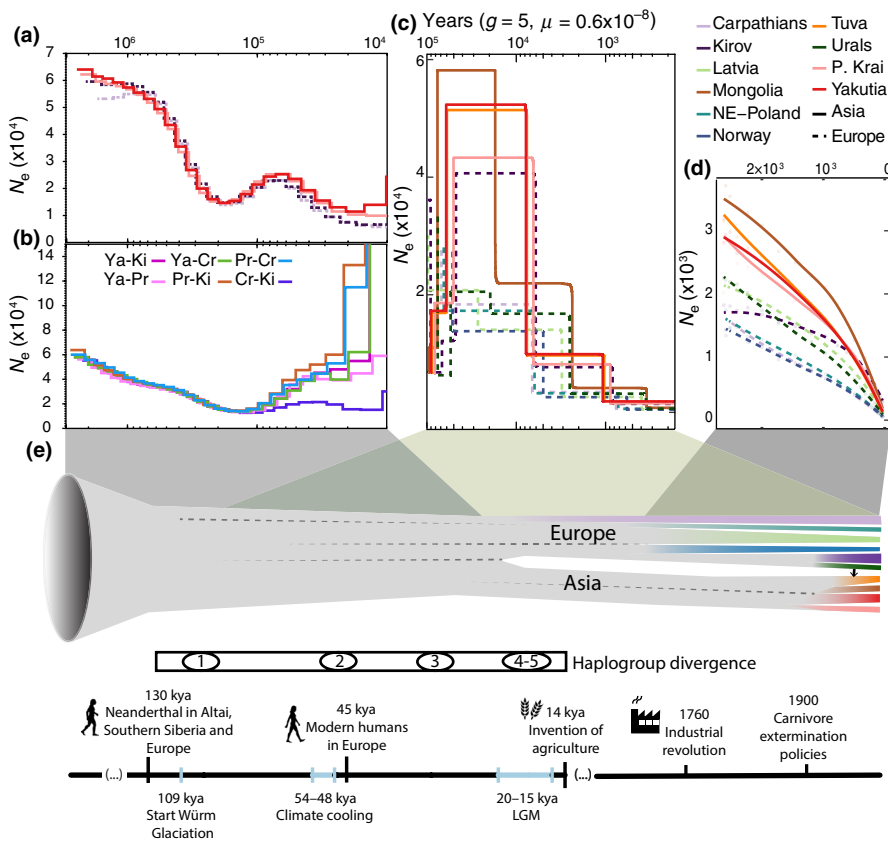 (a)
10⁶ 10⁵ 10⁴
7
6
5
4
3
2
1
0
Nₑ (x10⁴)
(b)
14
12
10
8
6
4
2
0
Nₑ (x10⁴)
Ya-Ki Ya-Cr Pr-Cr
Ya-Pr Pr-Ki Cr-Ki
(c) Years (g = 5, μ = 0.6x10⁻⁸)
10⁵ 10⁴ 10³
6
4
2
Nₑ (x10⁴)
Carpathians
Kirov
Latvia
Mongolia
NE–Poland
Norway
Tuva
Urals
P. Krai
Yakutia
Asia
Europe
(d)
2x10³ 10³ 0
3
2
1
0
Nₑ (x10³)
(e)
Europe
Asia
1 2 3 4-5 Haplogroup divergence
130 kya
Neanderthal in Altai,
Southern Siberia and
Europe
45 kya
Modern humans
in Europe
14 kya
Invention of
agriculture
1760
Industrial
revolution
1900
Carnivore
extermination
policies
(...) (...)
109 kya
Start Würm
Glaciation
54–48 kya
Climate cooling
20–15 kya
LGM